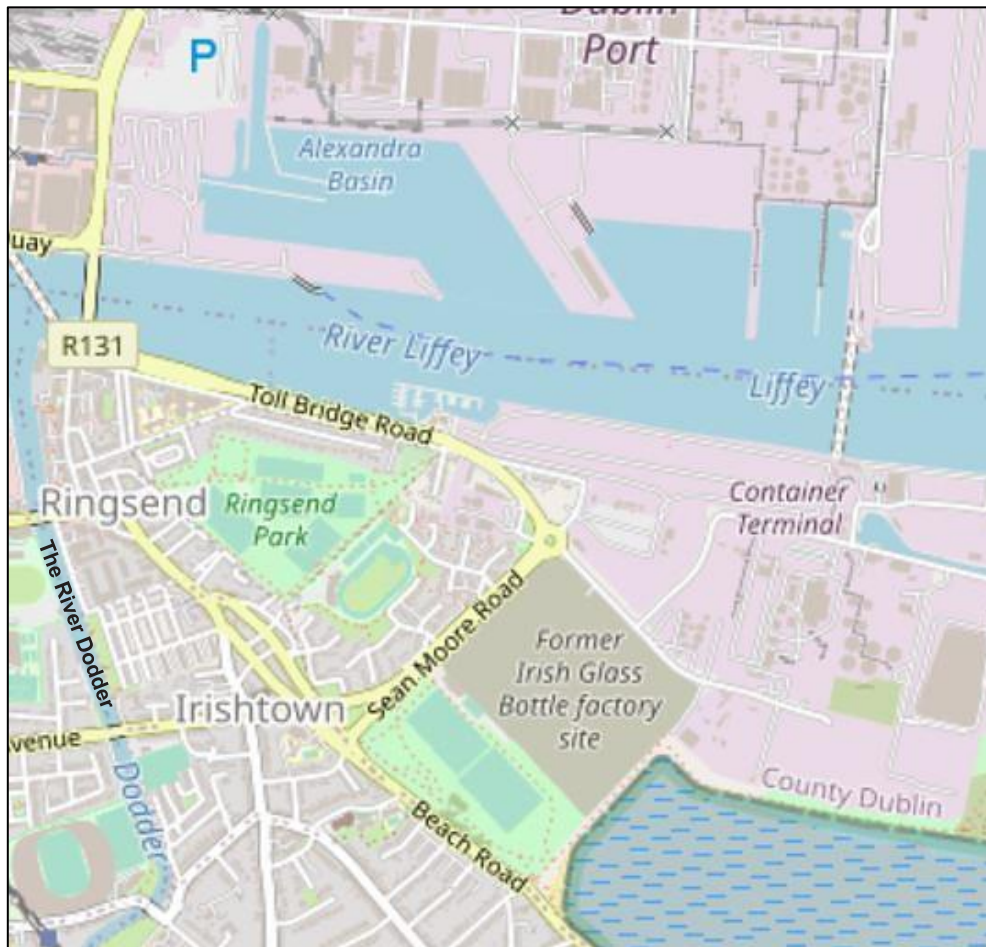 Dublin
Port
P
Alexandra
Basin
uay
R131
River Liffey
Liffey
Toll Bridge Road
Ringsend
Ringsend
Park
Container
Terminal
The River Dodder
Sean Moore Road
Former
Irish Glass
Bottle factory
site
Irishtown
venue
Dodder
County Dublin
Beach Road